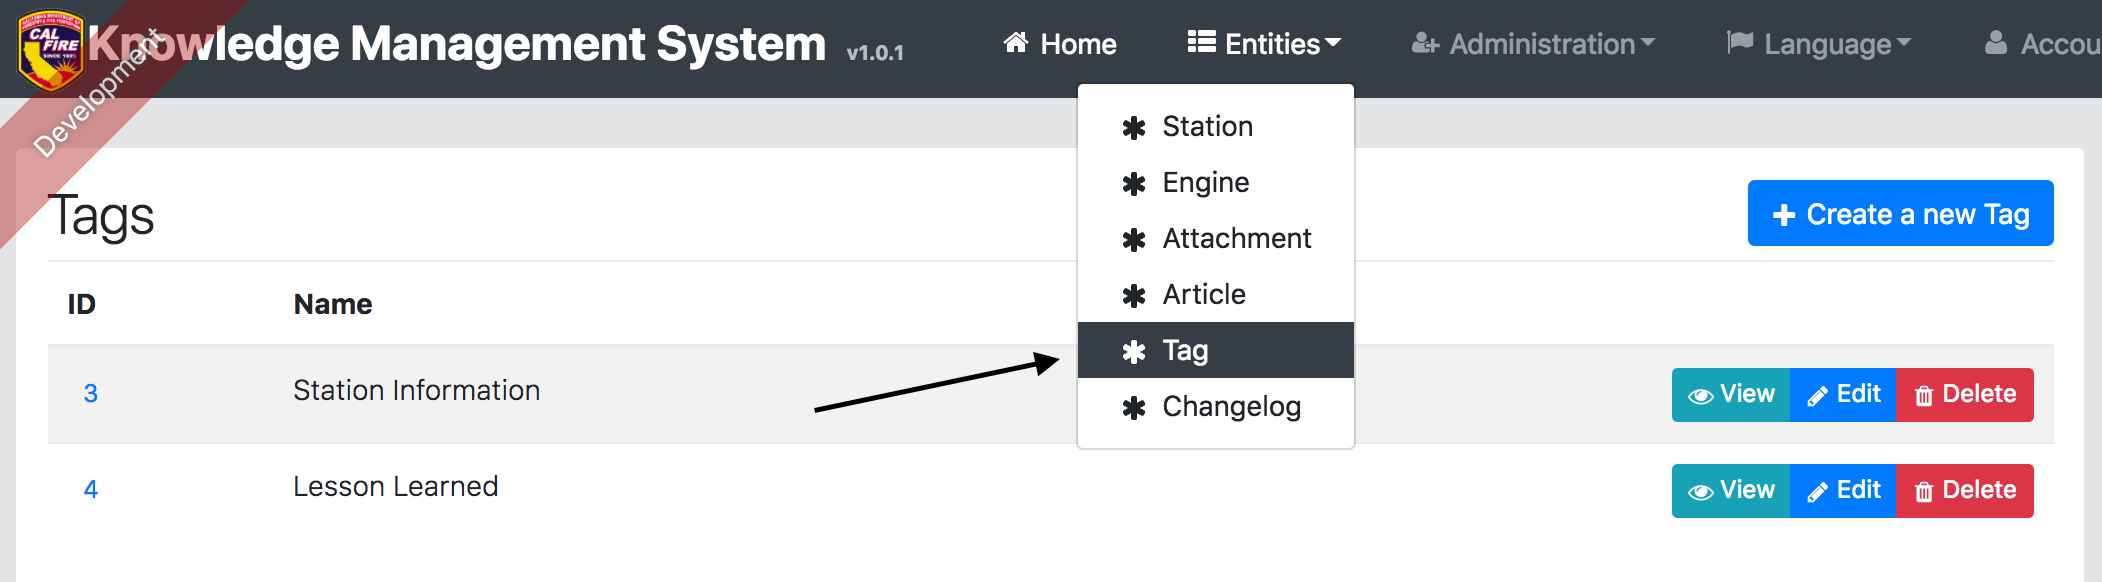 CAL FIRE
SINCE 1885
Knowledge Management System v1.0.1
Home
Entities
Administration
Language
Accou
Development
Station
Engine
Attachment
Article
Tag
Changelog
Tags
Create a new Tag
ID Name
3 Station Information View Edit Delete
4 Lesson Learned View Edit Delete